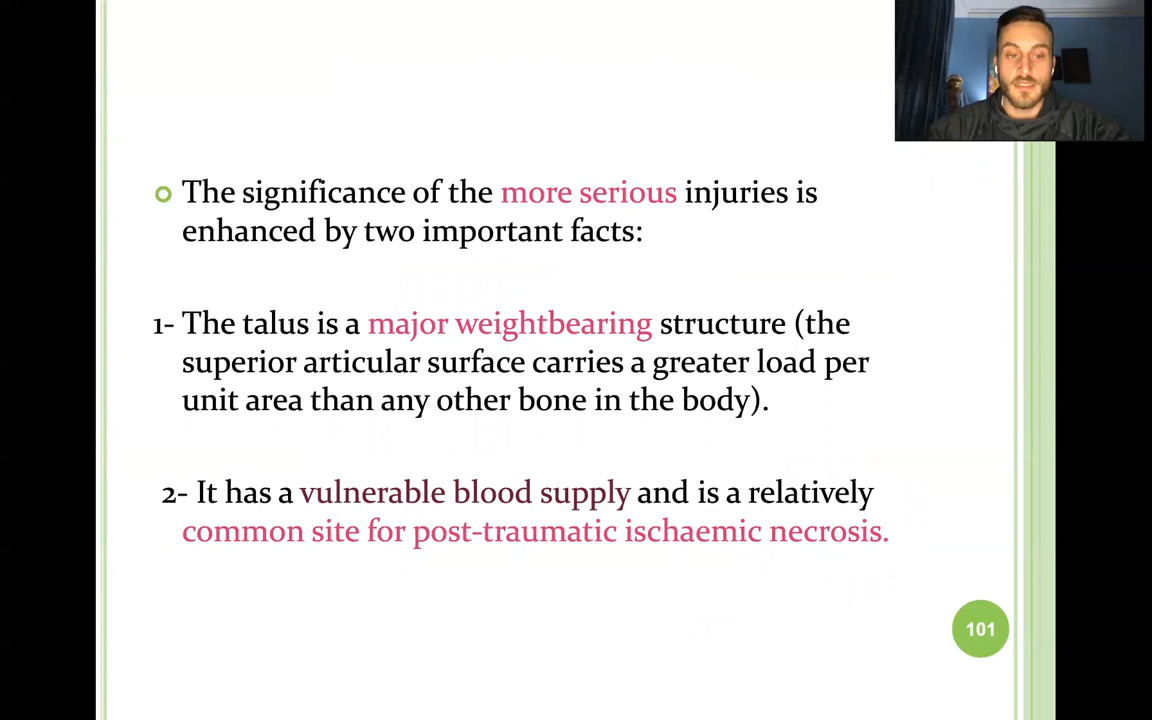 The significance of the more serious injuries is
enhanced by two important facts:
1- The talus is a major weightbearing structure (the
superior articular surface carries a greater load per
unit area than any other bone in the body).
2- It has a vulnerable blood supply and is a relatively
common site for post-traumatic ischaemic necrosis.
101